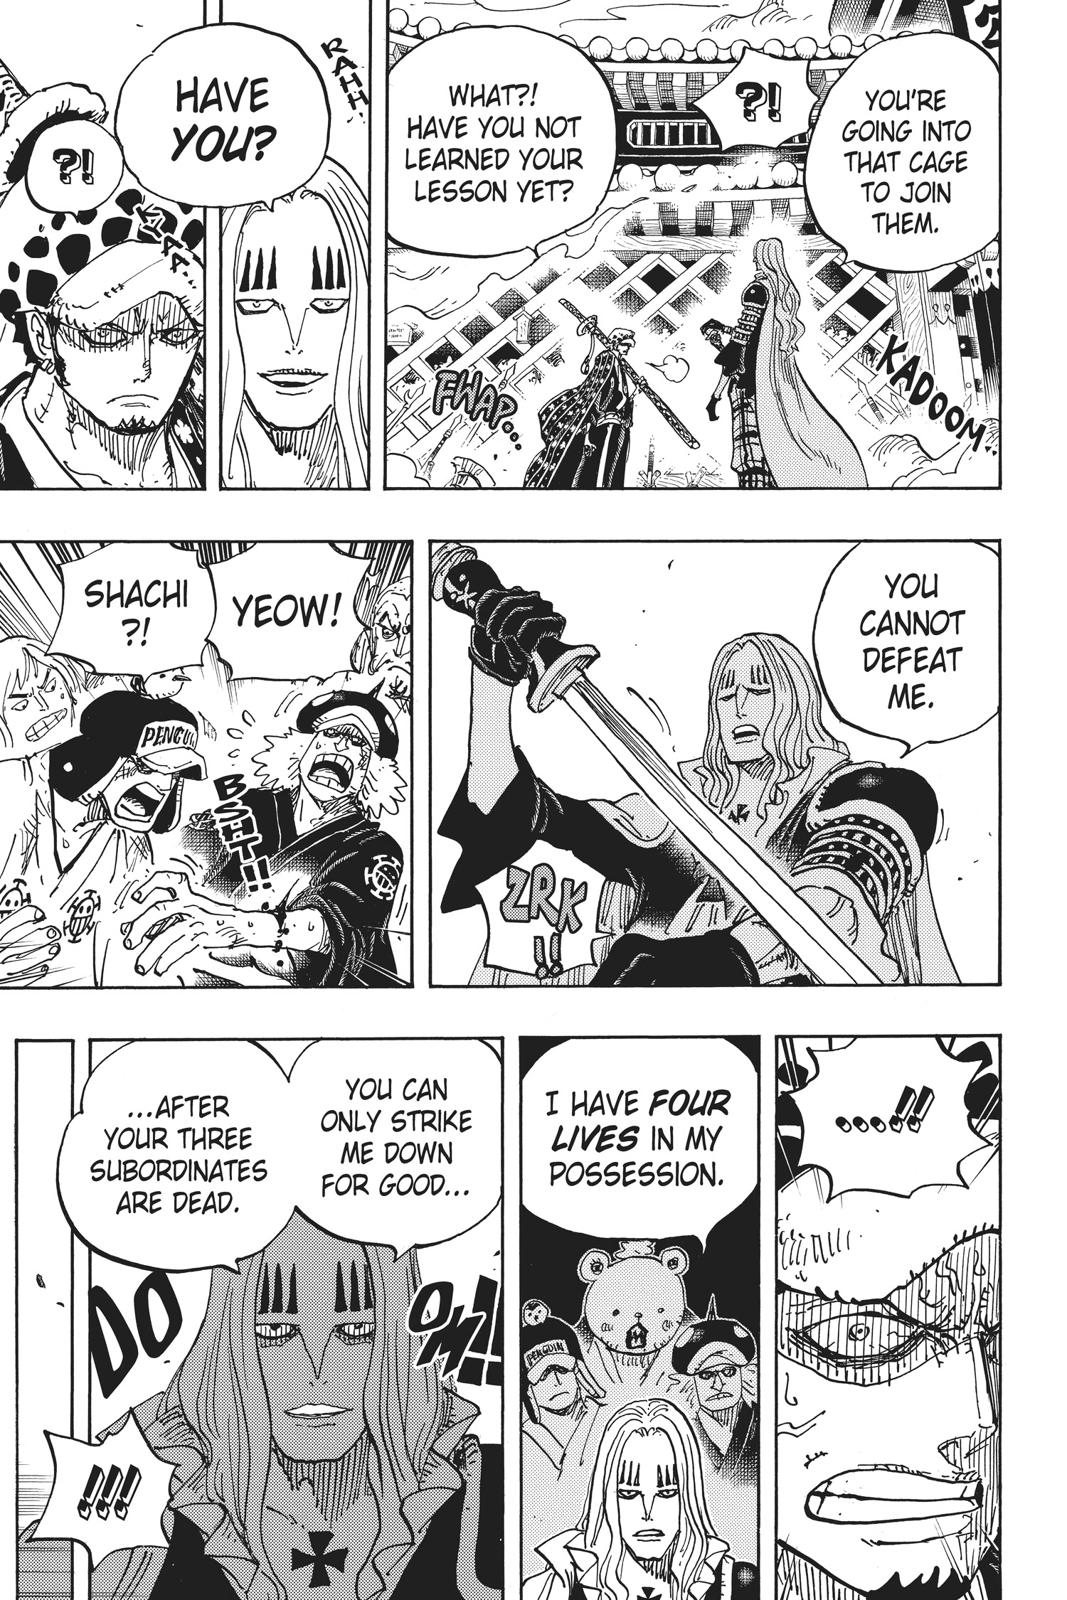 YOU'RE
GOING INTO
THAT CAGE
TO JOIN
THEM.
?!
WHAT?!
HAVE YOU NOT
LEARNED YOUR
LESSON YET?
KADOOM
FWAP...
RAHH
HAVE
YOU?
?!
YOU
CANNOT
DEFEAT
ME.
ZRK
!!
YEOW!
SHACHI
?!
PENGUIN
BSHT!!
...!!
I HAVE FOUR
LIVES IN MY
POSSESSION.
PENGUIN
YOU CAN
ONLY STRIKE
ME DOWN
FOR GOOD...
...AFTER
YOUR THREE
SUBORDINATES
ARE DEAD.
DO
OM!!
!!!!